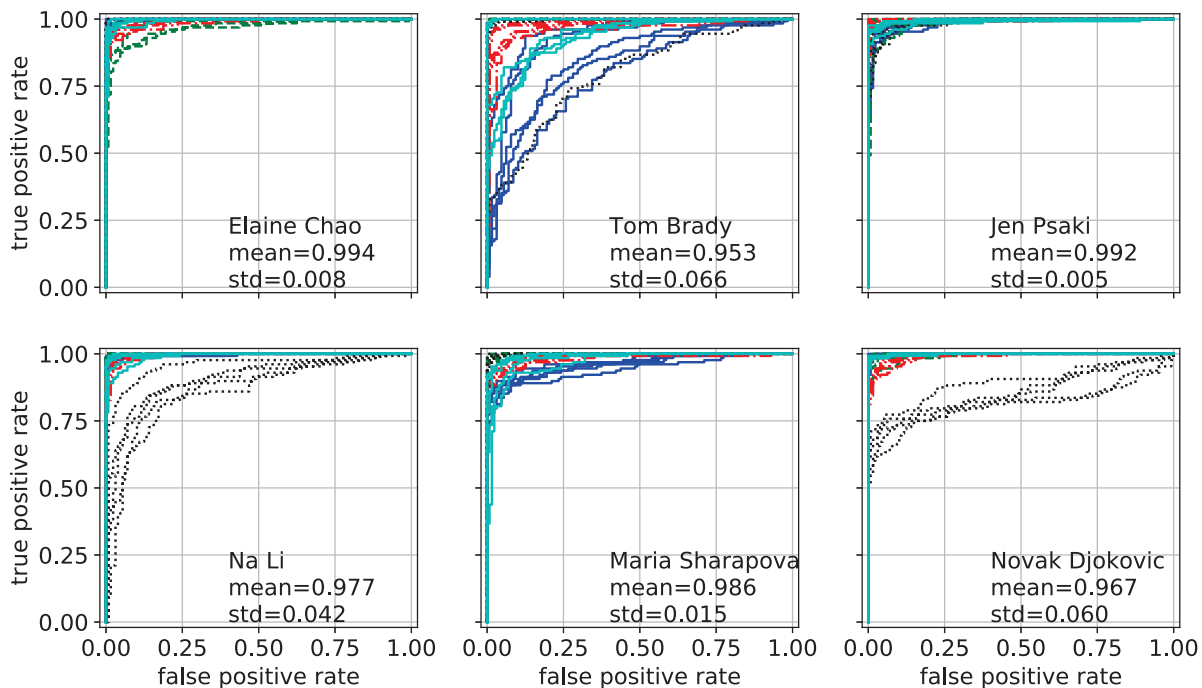 1.00
0.75
0.50
0.25
0.00
true positive rate
Elaine Chao
mean=0.994
std=0.008
Tom Brady
mean=0.953
std=0.066
Jen Psaki
mean=0.992
std=0.005
1.00
0.75
0.50
0.25
0.00
true positive rate
Na Li
mean=0.977
std=0.042
0.00 0.25 0.50 0.75 1.00
false positive rate
Maria Sharapova
mean=0.986
std=0.015
0.00 0.25 0.50 0.75 1.00
false positive rate
Novak Djokovic
mean=0.967
std=0.060
0.00 0.25 0.50 0.75 1.00
false positive rate